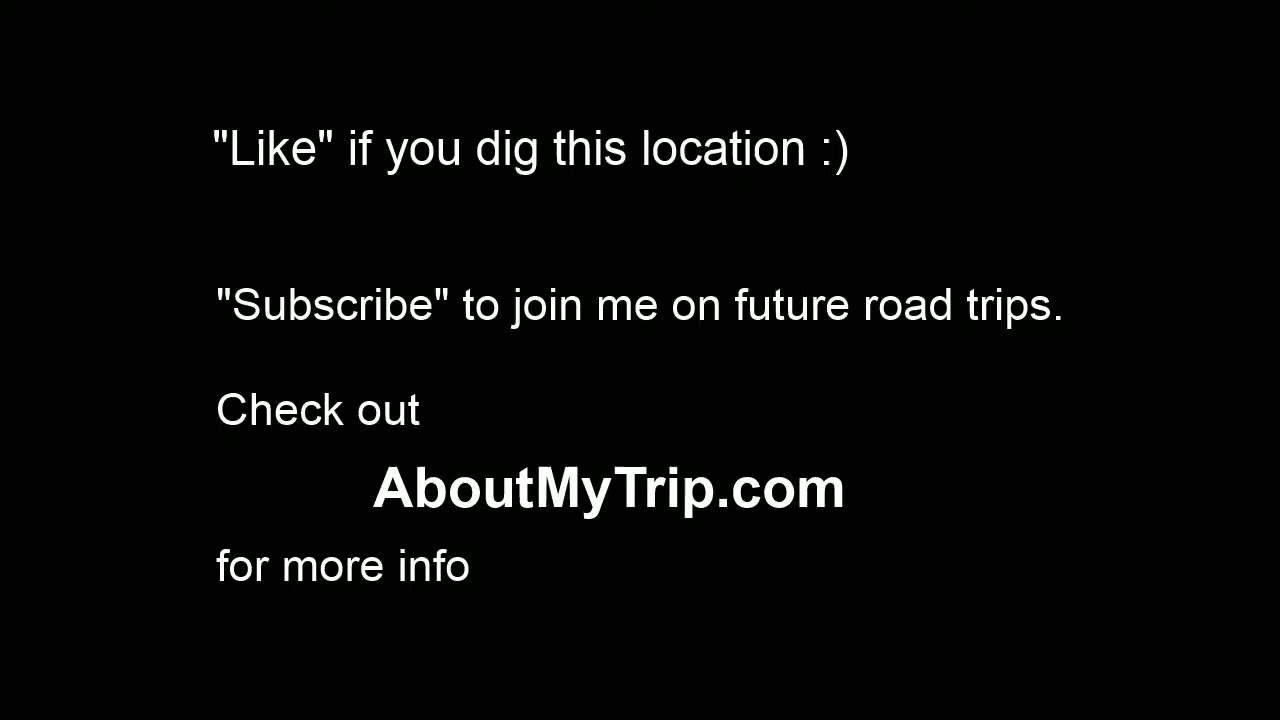 "Like" if you dig this location :)
"Subscribe" to join me on future road trips.
Check out
AboutMyTrip.com
for more info